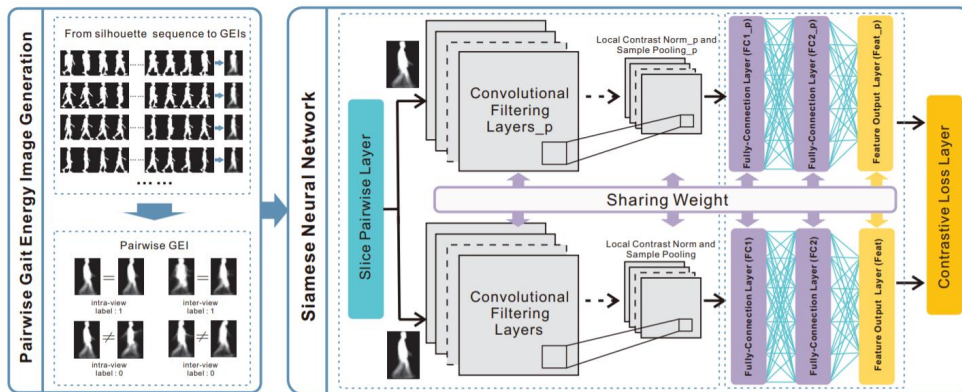 Pairwise Gait Energy Image Generation
From silhouette sequence to GEIs
... ...
Pairwise GEI
=
=
intra-view
label : 1
inter-view
label : 1
≠
≠
intra-view
label : 0
inter-view
label : 0
Siamese Neural Network
Slice Pairwise Layer
Convolutional
Filtering
Layers_p
Local Contrast Norm_p and
Sample Pooling_p
Fully-Connection Layer (FC1_p)
Fully-Connection Layer (FC2_p)
Feature Output Layer (Feat_p)
Sharing Weight
Convolutional
Filtering
Layers
Local Contrast Norm and
Sample Pooling
Fully-Connection Layer (FC1)
Fully-Connection Layer (FC2)
Feature Output Layer (Feat)
Contrastive Loss Layer